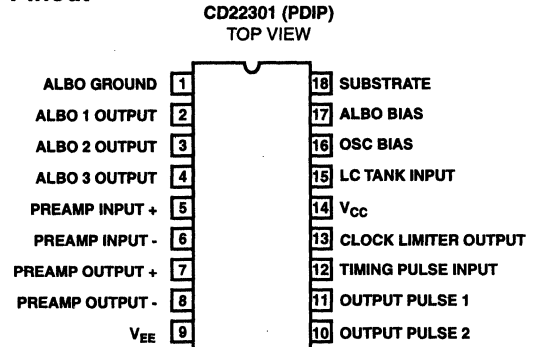 CD22301 (PDIP)
TOP VIEW
ALBO GROUND 1
ALBO 1 OUTPUT 2
ALBO 2 OUTPUT 3
ALBO 3 OUTPUT 4
PREAMP INPUT + 5
PREAMP INPUT - 6
PREAMP OUTPUT + 7
PREAMP OUTPUT - 8
VEE 9
18 SUBSTRATE
17 ALBO BIAS
16 OSC BIAS
15 LC TANK INPUT
14 VCC
13 CLOCK LIMITER OUTPUT
12 TIMING PULSE INPUT
11 OUTPUT PULSE 1
10 OUTPUT PULSE 2